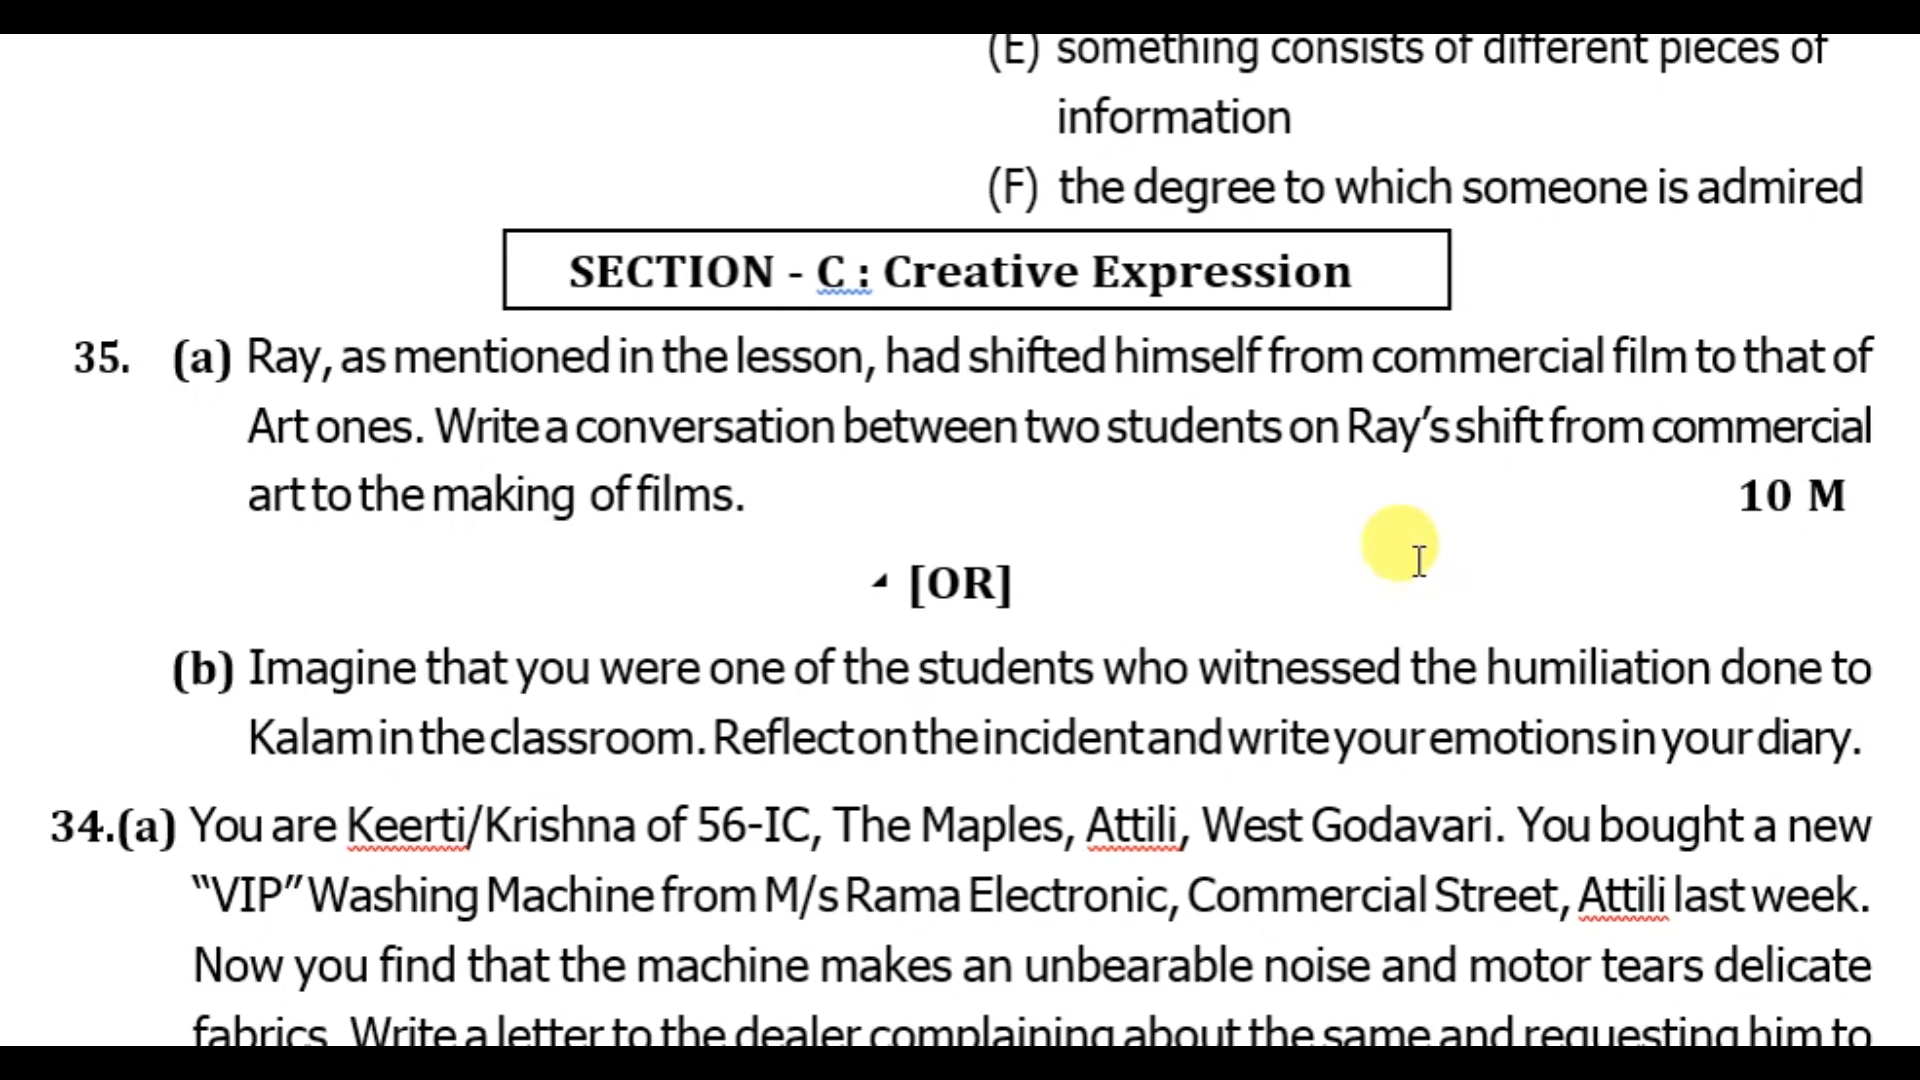 (E) something consists of different pieces of
information
(F) the degree to which someone is admired
SECTION - C : Creative Expression
35. (a) Ray, as mentioned in the lesson, had shifted himself from commercial film to that of
Art ones. Write a conversation between two students on Ray's shift from commercial
art to the making of films. 10 M
[OR]
(b) Imagine that you were one of the students who witnessed the humiliation done to
Kalam in the classroom. Reflect on the incident and write your emotions in your diary.
34.(a) You are Keerti/Krishna of 56-IC, The Maples, Attili, West Godavari. You bought a new
“VIP” Washing Machine from M/s Rama Electronic, Commercial Street, Attili last week.
Now you find that the machine makes an unbearable noise and motor tears delicate
fabrics. Write a letter to the dealer complaining about the same and requesting him to